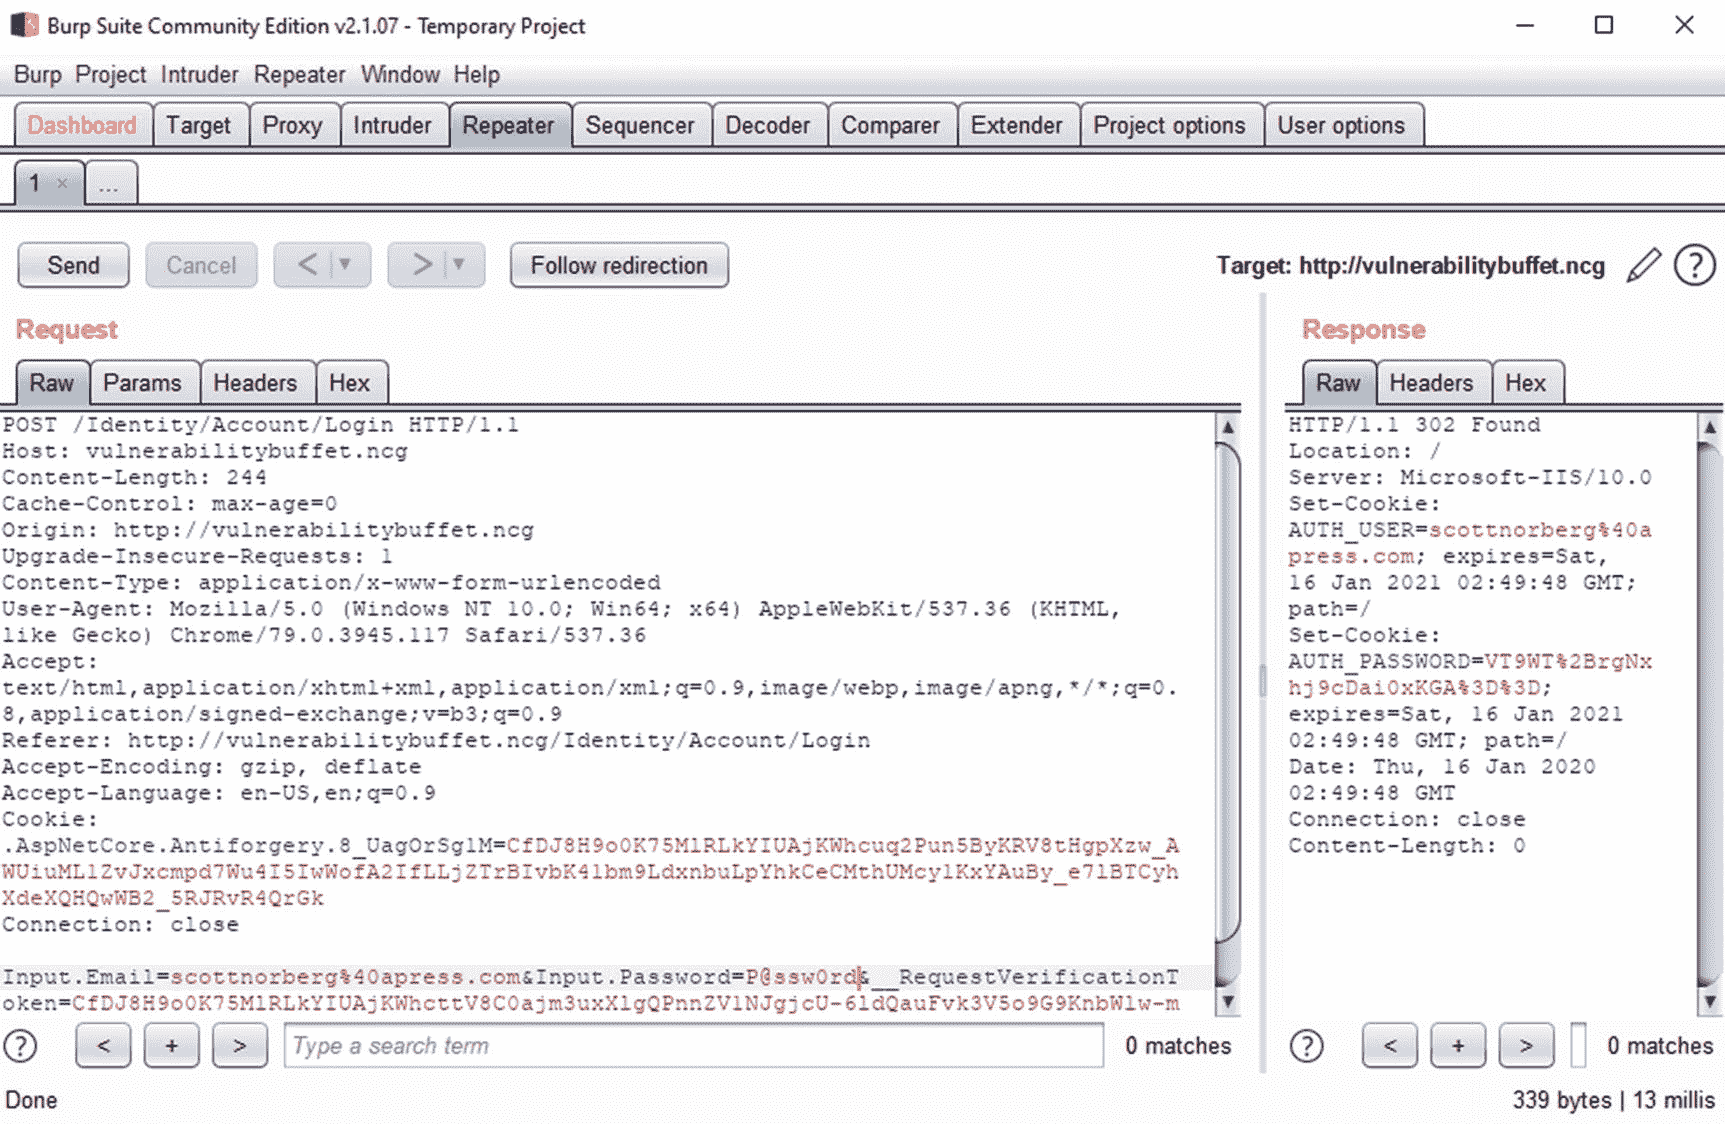 Burp Suite Community Edition v2.1.07 - Temporary Project
Burp Project Intruder Repeater Window Help
Dashboard Target Proxy Intruder Repeater Sequencer Decoder Comparer Extender Project options User options
1 × ...
Send Cancel < ▼ > ▼ Follow redirection Target: http://vulnerabilitybuffet.ncg ?
Request
Raw Params Headers Hex
POST /Identity/Account/Login HTTP/1.1
Host: vulnerabilitybuffet.ncg
Content-Length: 244
Cache-Control: max-age=0
Origin: http://vulnerabilitybuffet.ncg
Upgrade-Insecure-Requests: 1
Content-Type: application/x-www-form-urlencoded
User-Agent: Mozilla/5.0 (Windows NT 10.0; Win64; x64) AppleWebKit/537.36 (KHTML,
like Gecko) Chrome/79.0.3945.117 Safari/537.36
Accept:
text/html,application/xhtml+xml,application/xml;q=0.9,image/webp,image/apng,*/*;q=0.
8,application/signed-exchange;v=b3;q=0.9
Referer: http://vulnerabilitybuffet.ncg/Identity/Account/Login
Accept-Encoding: gzip, deflate
Accept-Language: en-US,en;q=0.9
Cookie:
.AspNetCore.Antiforgery.8_UagOrSg1M=CfDJ8H9o0K75M1RLkYIUAjKWhcuq2Pun5ByKRV8tHgpXzw_A
WUiuML1ZvJxcmpd7Wu4I5IwWofA2IfLLjZTrBIvbK41bm9LdxnbuLpYhkCeCMthUMcy1KxYAuBy_e71BTCyh
XdeXQHQwWB2_5RJRvR4QrGk
Connection: close
Input.Email=scottnorberg%40apress.com&Input.Password=P@ssw0rd&__RequestVerificationT
oken=CfDJ8H9o0K75M1RLkYIUAjKWhcttV8C0ajm3uxX1gQPnnZV1NJgjcU-61dQauFvk3V5o9G9KnbW1w-m
? < + > Type a search term 0 matches
Response
Raw Headers Hex
HTTP/1.1 302 Found
Location: /
Server: Microsoft-IIS/10.0
Set-Cookie:
AUTH_USER=scottnorberg%40a
press.com; expires=Sat,
16 Jan 2021 02:49:48 GMT;
path=/
Set-Cookie:
AUTH_PASSWORD=VT9WT%2BrgNx
hj9cDai0xKGA%3D%3D;
expires=Sat, 16 Jan 2021
02:49:48 GMT; path=/
Date: Thu, 16 Jan 2020
02:49:48 GMT
Connection: close
Content-Length: 0
? < + > 0 matches
Done 339 bytes | 13 millis